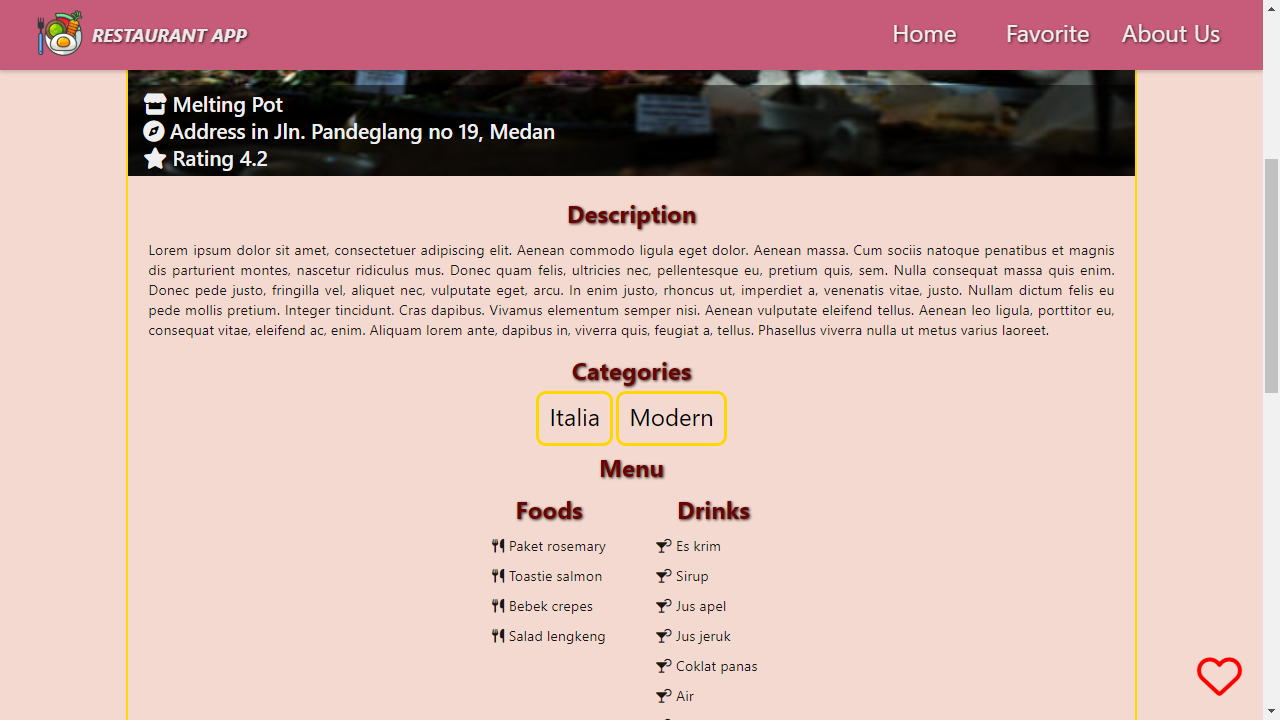 RESTAURANT APP
Home Favorite About Us
Melting Pot
Address in Jln. Pandeglang no 19, Medan
Rating 4.2
Description
Lorem ipsum dolor sit amet, consectetuer adipiscing elit. Aenean commodo ligula eget dolor. Aenean massa. Cum sociis natoque penatibus et magnis
dis parturient montes, nascetur ridiculus mus. Donec quam felis, ultricies nec, pellentesque eu, pretium quis, sem. Nulla consequat massa quis enim.
Donec pede justo, fringilla vel, aliquet nec, vulputate eget, arcu. In enim justo, rhoncus ut, imperdiet a, venenatis vitae, justo. Nullam dictum felis eu
pede mollis pretium. Integer tincidunt. Cras dapibus. Vivamus elementum semper nisi. Aenean vulputate eleifend tellus. Aenean leo ligula, porttitor eu,
consequat vitae, eleifend ac, enim. Aliquam lorem ante, dapibus in, viverra quis, feugiat a, tellus. Phasellus viverra nulla ut metus varius laoreet.
Categories
Italia Modern
Menu
Foods
Paket rosemary
Toastie salmon
Bebek crepes
Salad lengkeng
Drinks
Es krim
Sirup
Jus apel
Jus jeruk
Coklat panas
Air